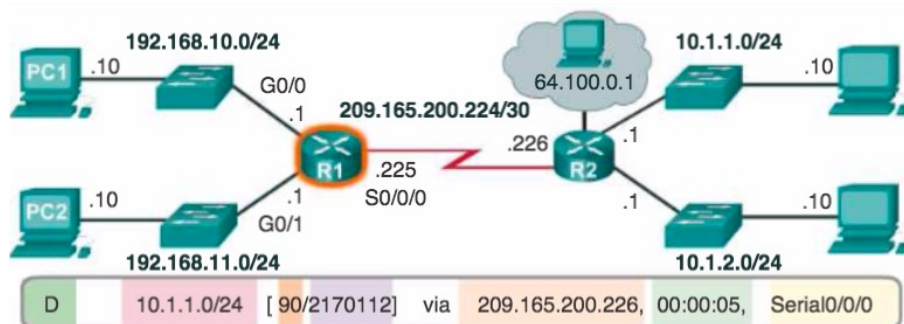 192.168.10.0/24
10.1.1.0/24
PC1 .10
G0/0
.1
64.100.0.1
.10
209.165.200.224/30
.1
.226
R1
.225
R2
S0/0/0
PC2 .10
.1
G0/1
.1
.10
192.168.11.0/24
10.1.2.0/24
D 10.1.1.0/24 [ 90/2170112] via 209.165.200.226, 00:00:05, Serial0/0/0